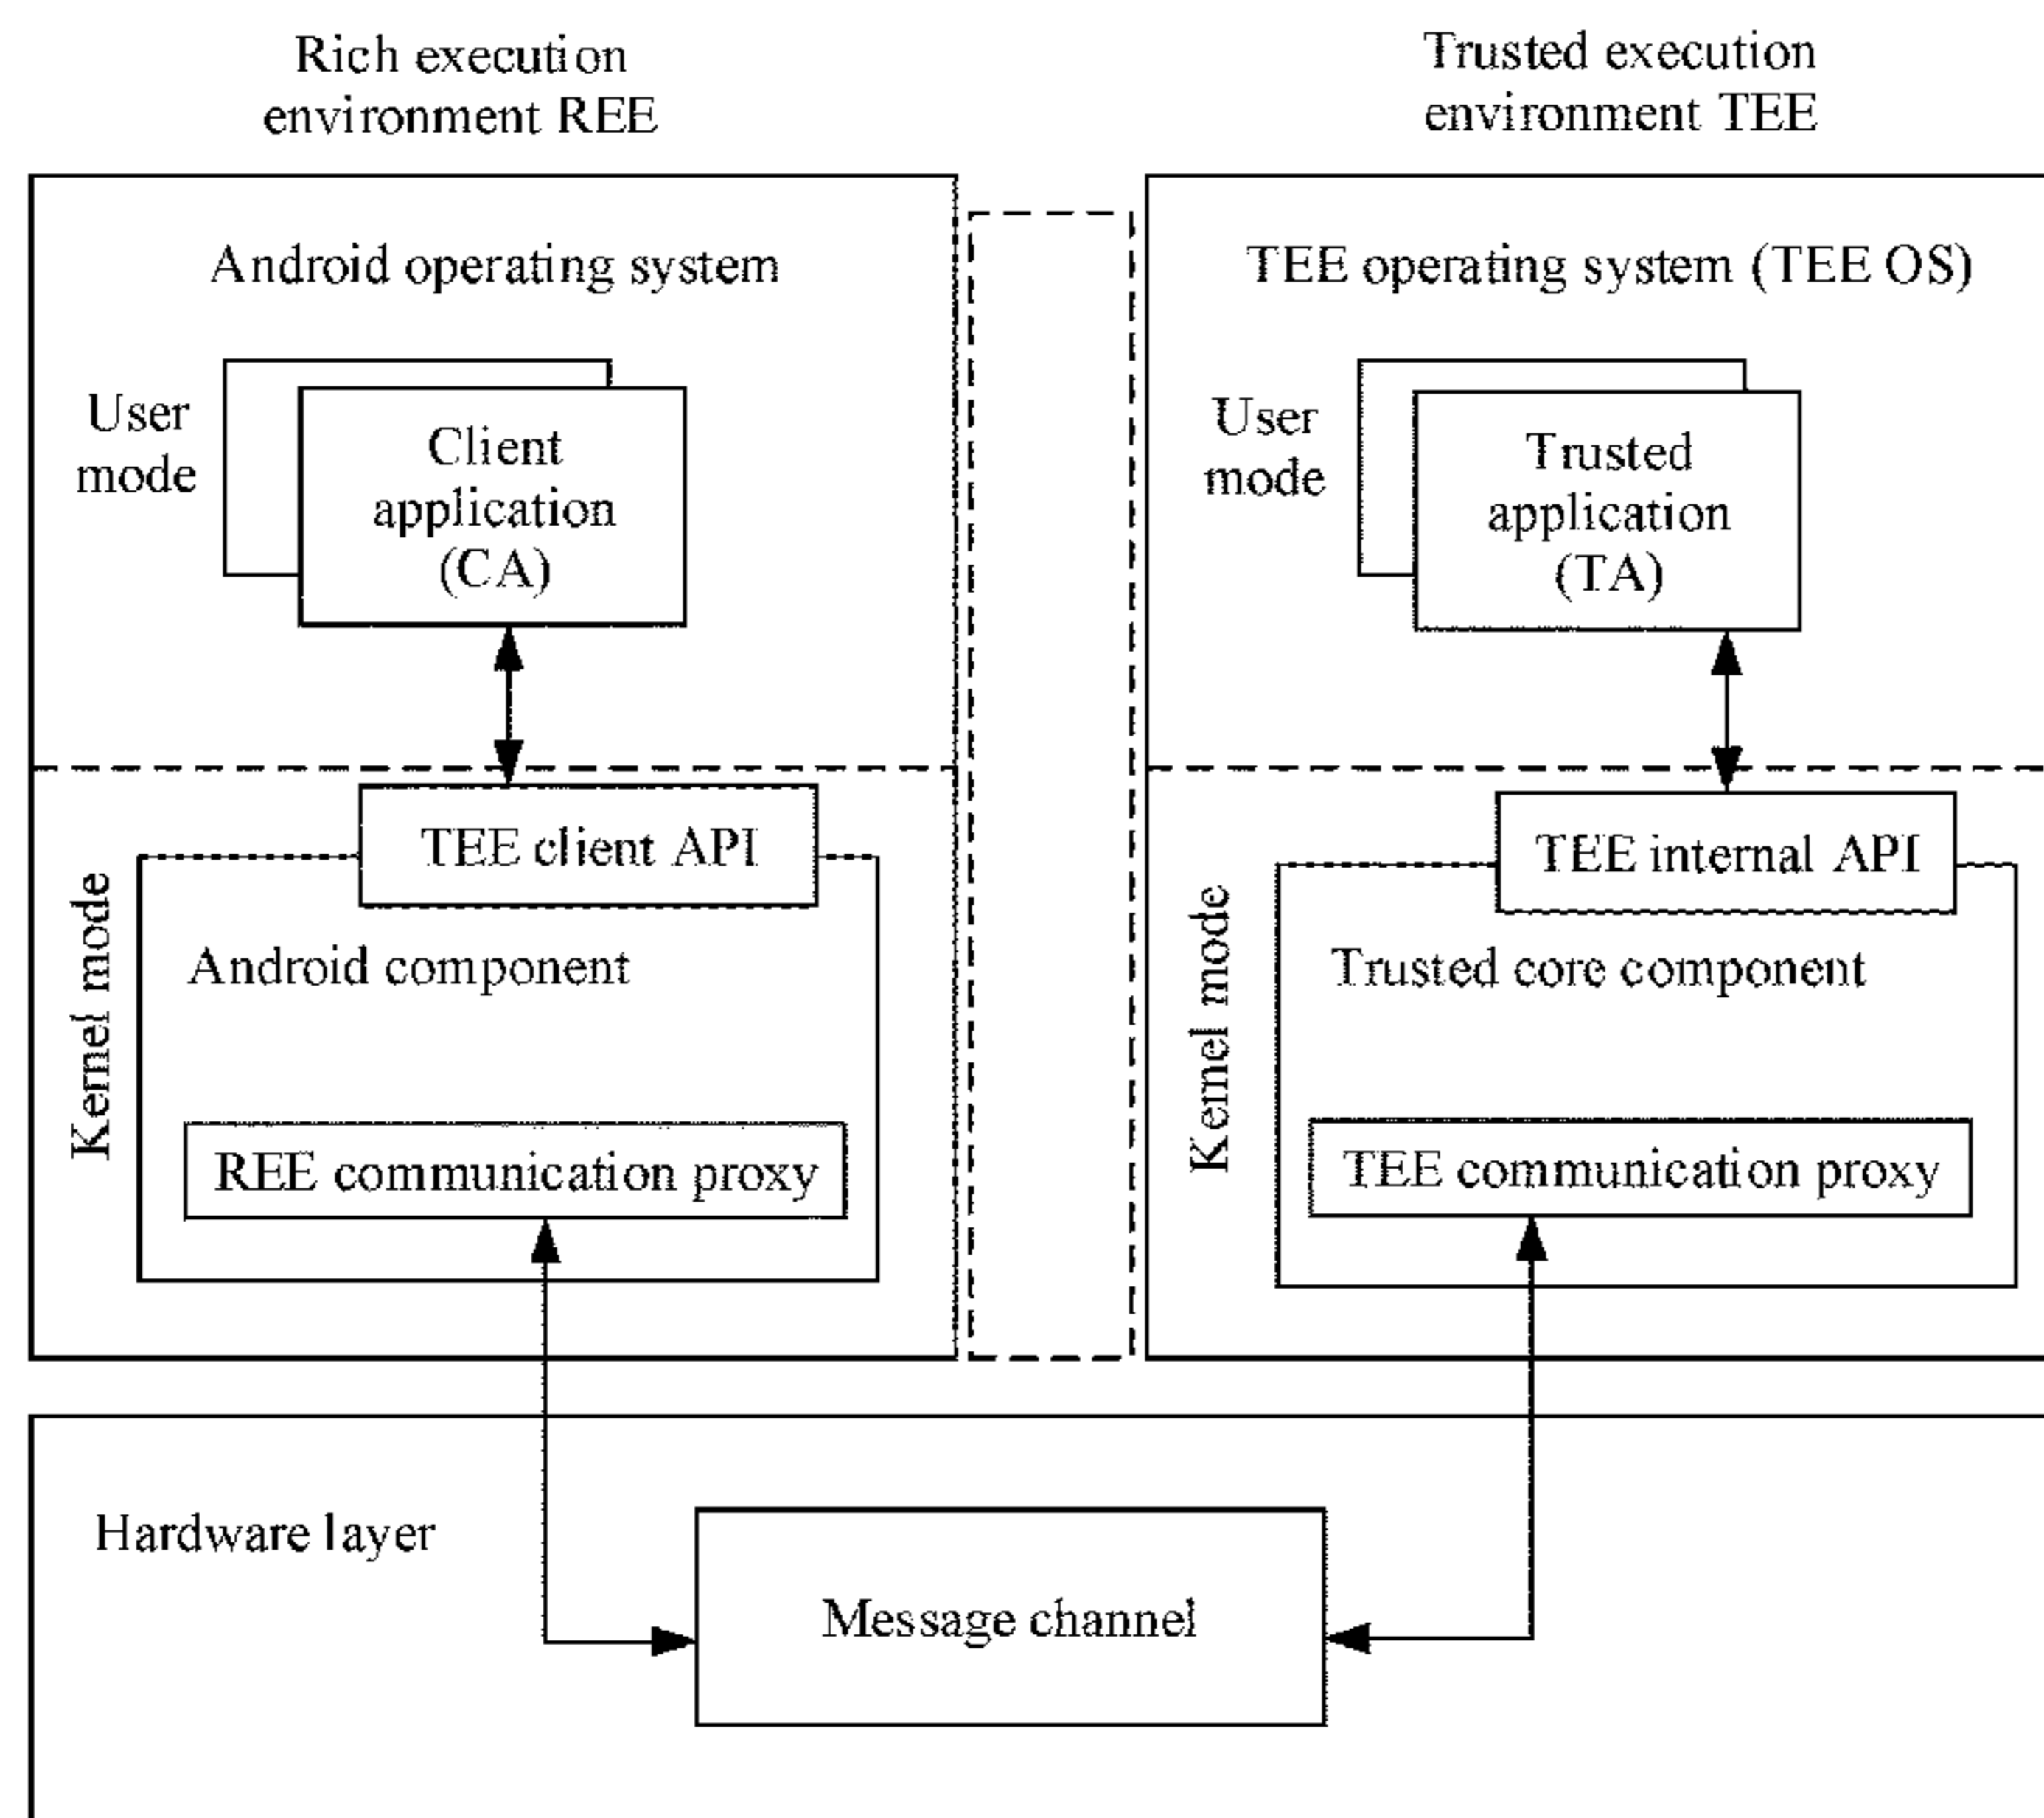 Rich execution
environment REE
Trusted execution
environment TEE
Android operating system
User
mode
Client
application
(CA)
TEE client API
Kernel mode
Android component
REE communication proxy
TEE operating system (TEE OS)
User
mode
Trusted
application
(TA)
TEE internal API
Kernel mode
Trusted core component
TEE communication proxy
Hardware layer
Message channel